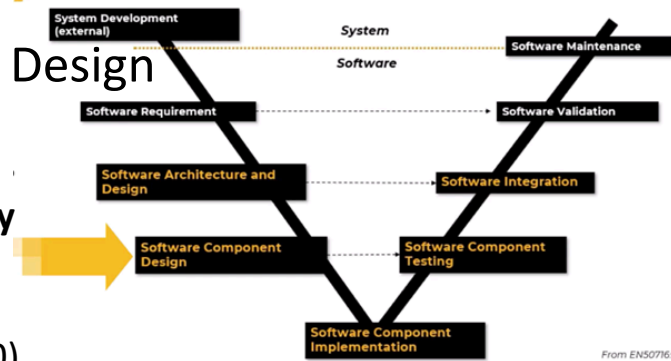 System Development
(external)
System
Software Maintenance
Design
Software
Software Requirement
Software Validation
Software Architecture and
Design
Software Integration
y
Software Component
Design
Software Component
Testing
Software Component
Implementation
0)
From EN50716